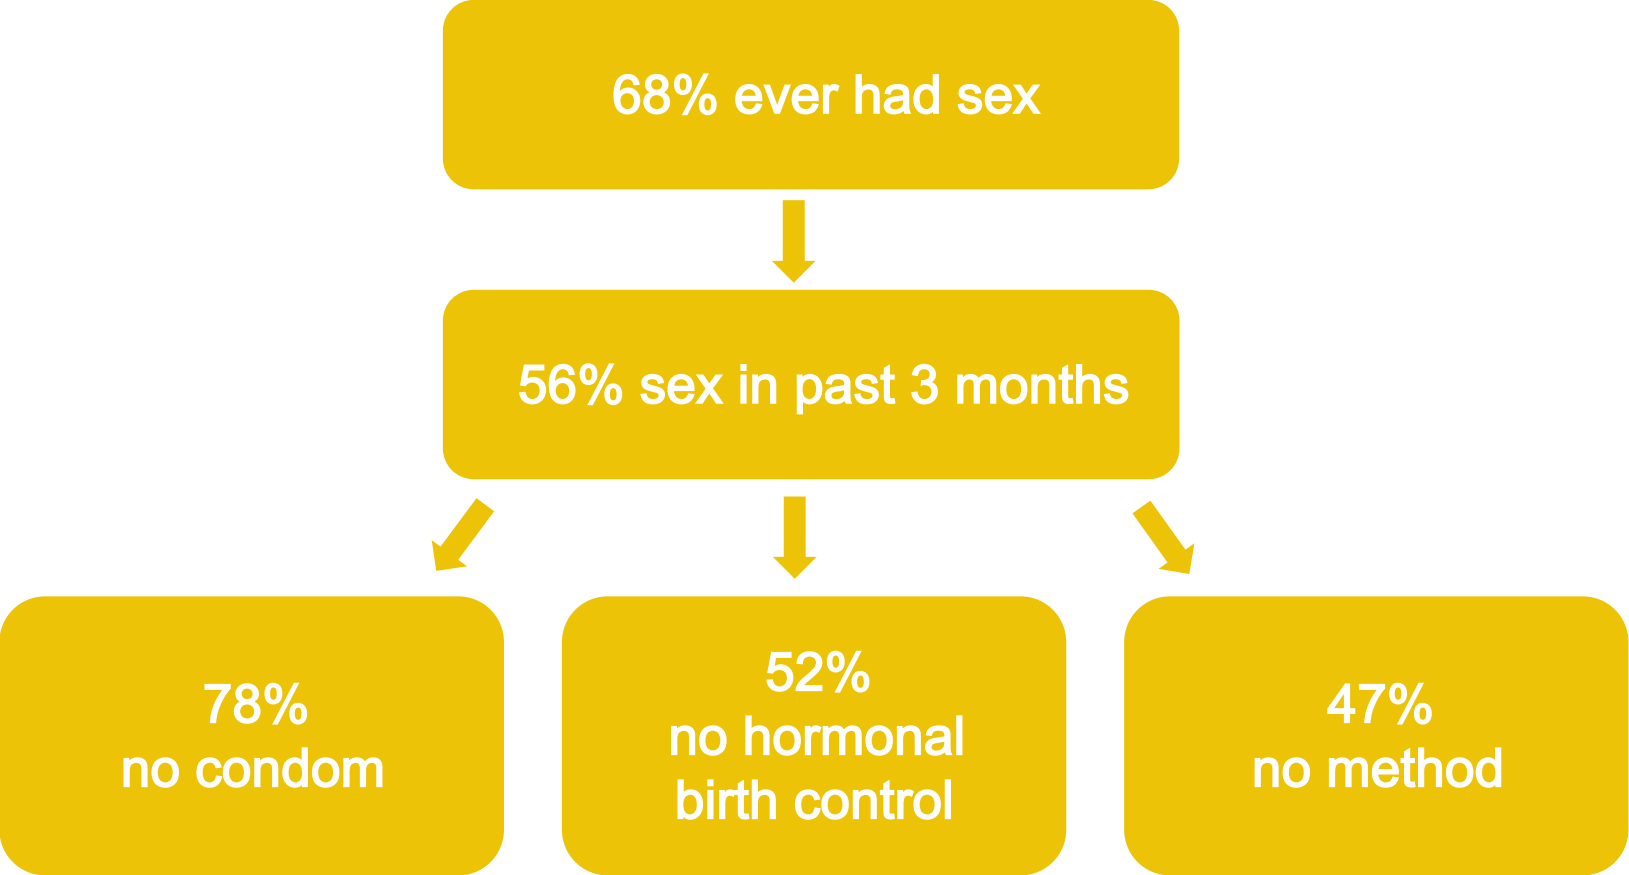 68% ever had sex
56% sex in past 3 months
78%
no condom
52%
no hormonal
birth control
47%
no method